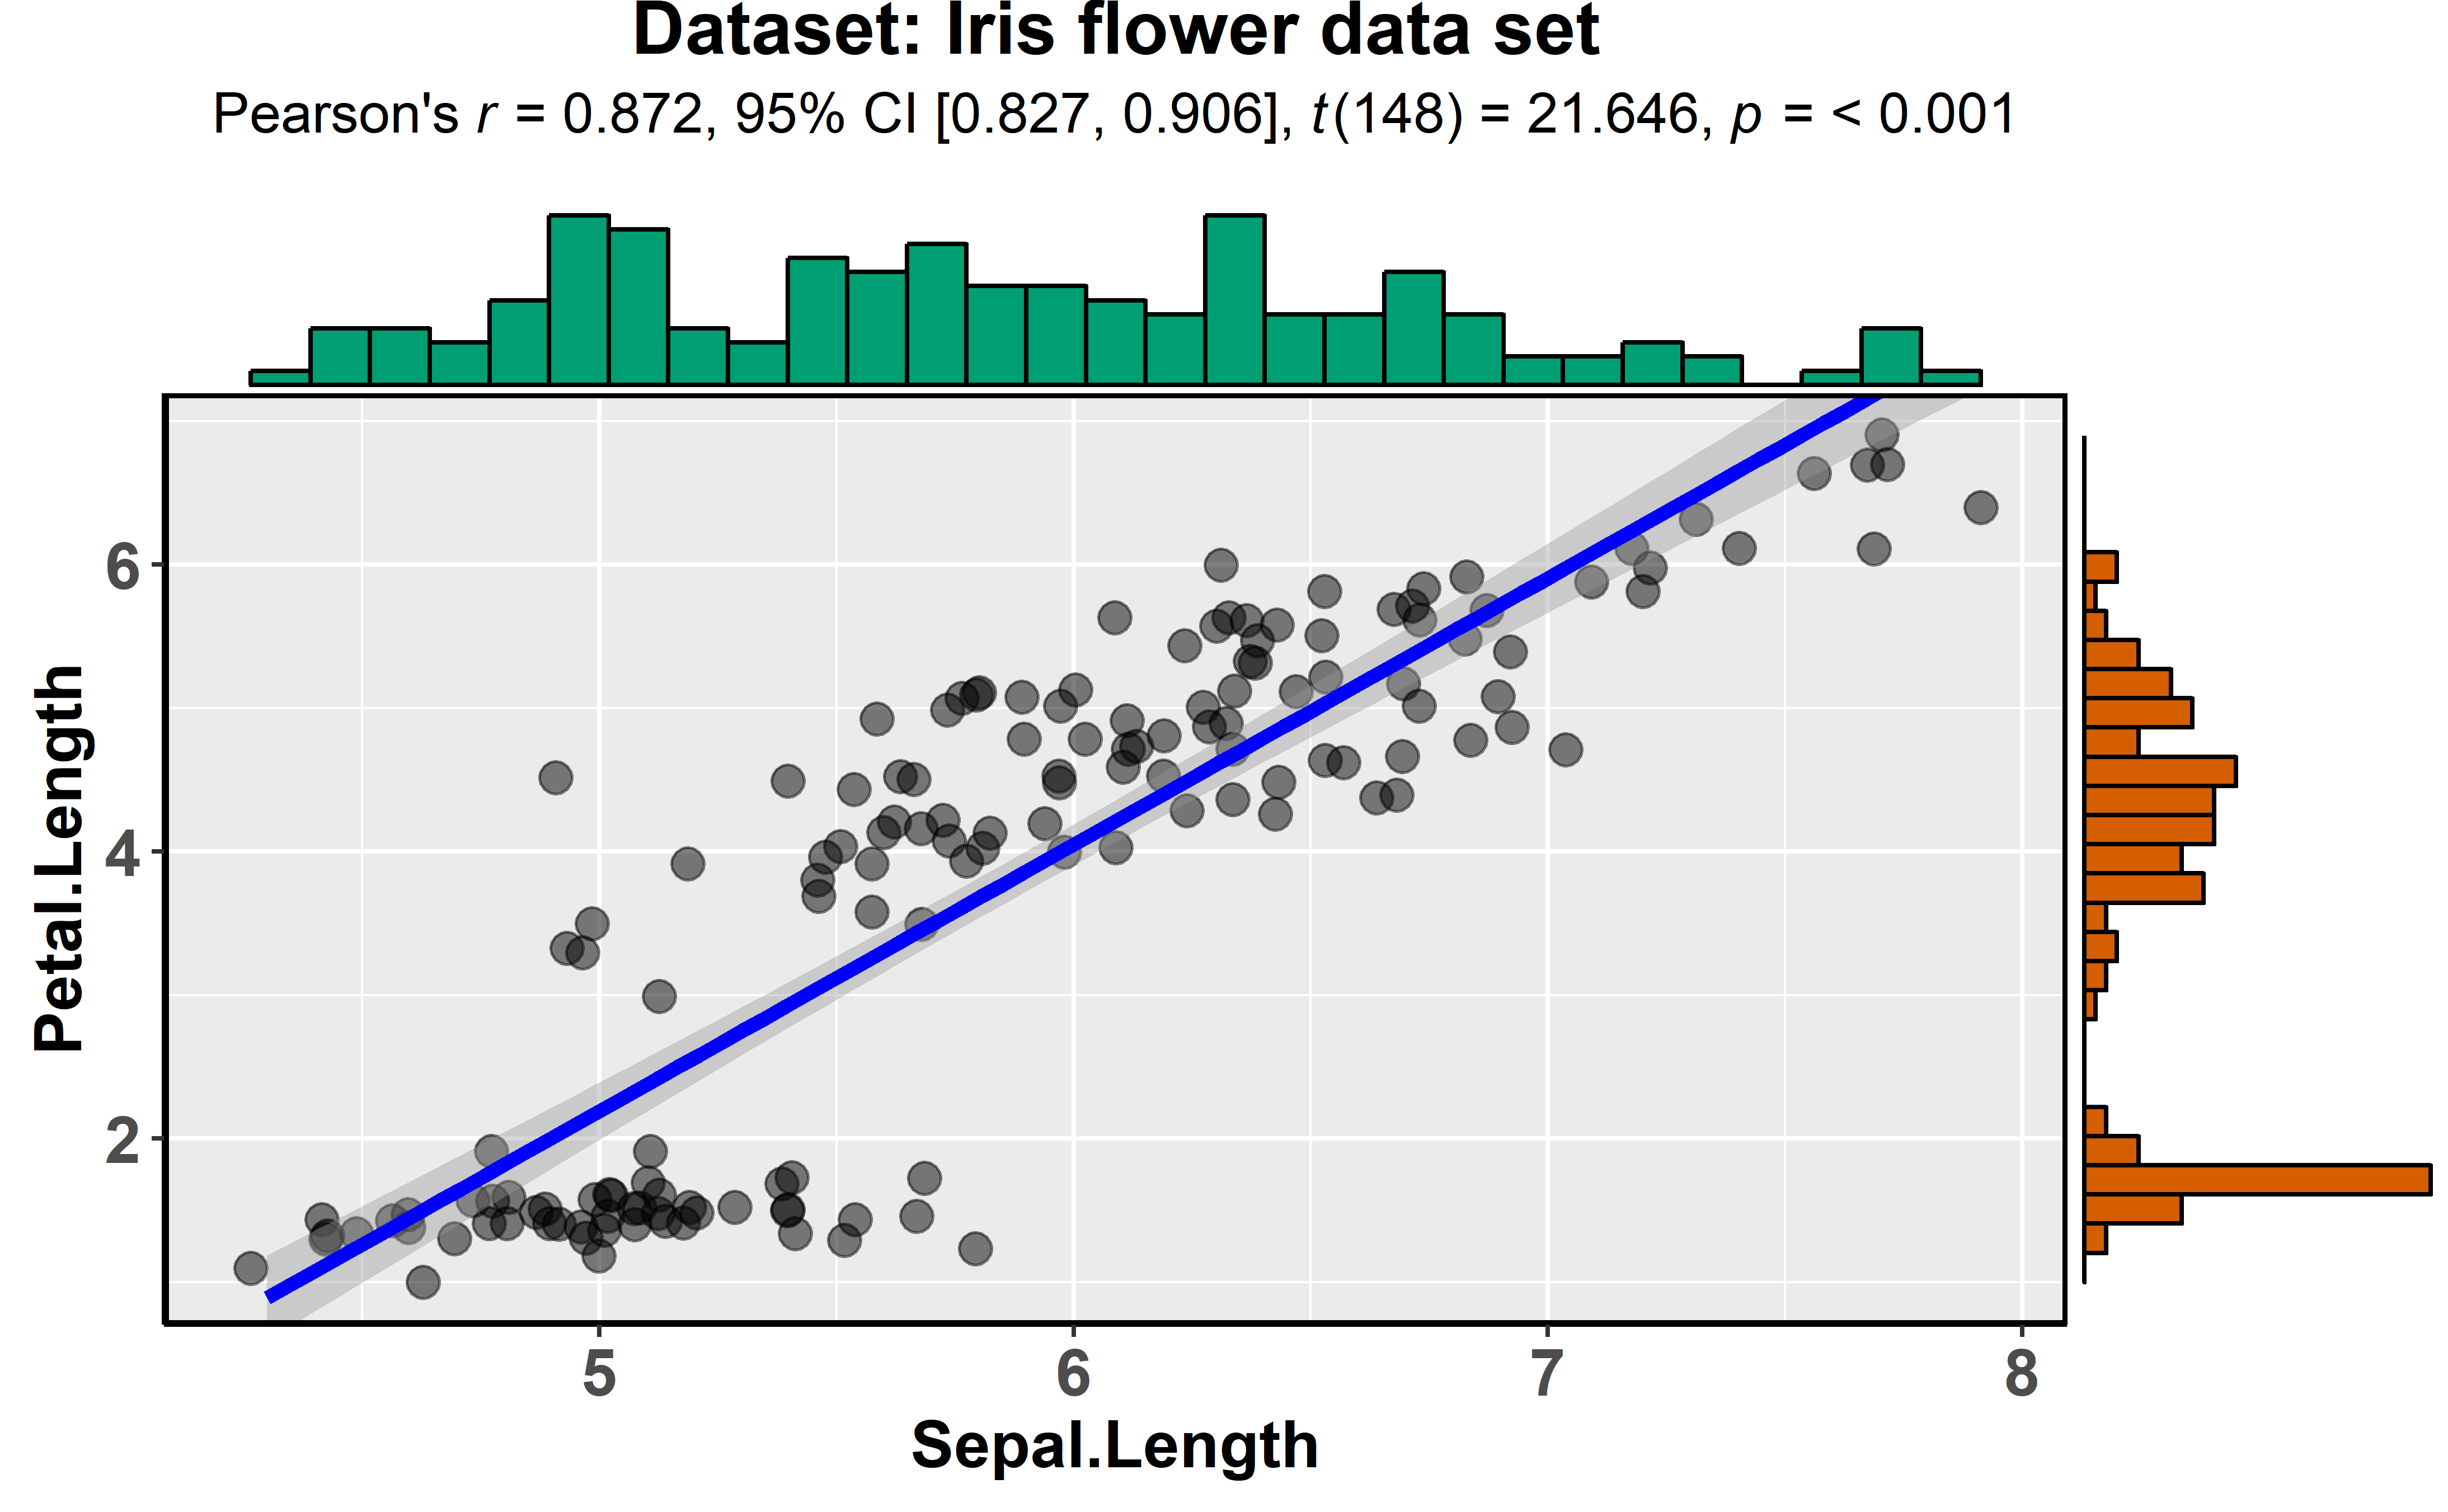 Dataset: Iris flower data set
Pearson's r = 0.872, 95% CI [0.827, 0.906], t(148) = 21.646, p = < 0.001
6
4
2
Petal.Length
5 6 7 8
Sepal.Length